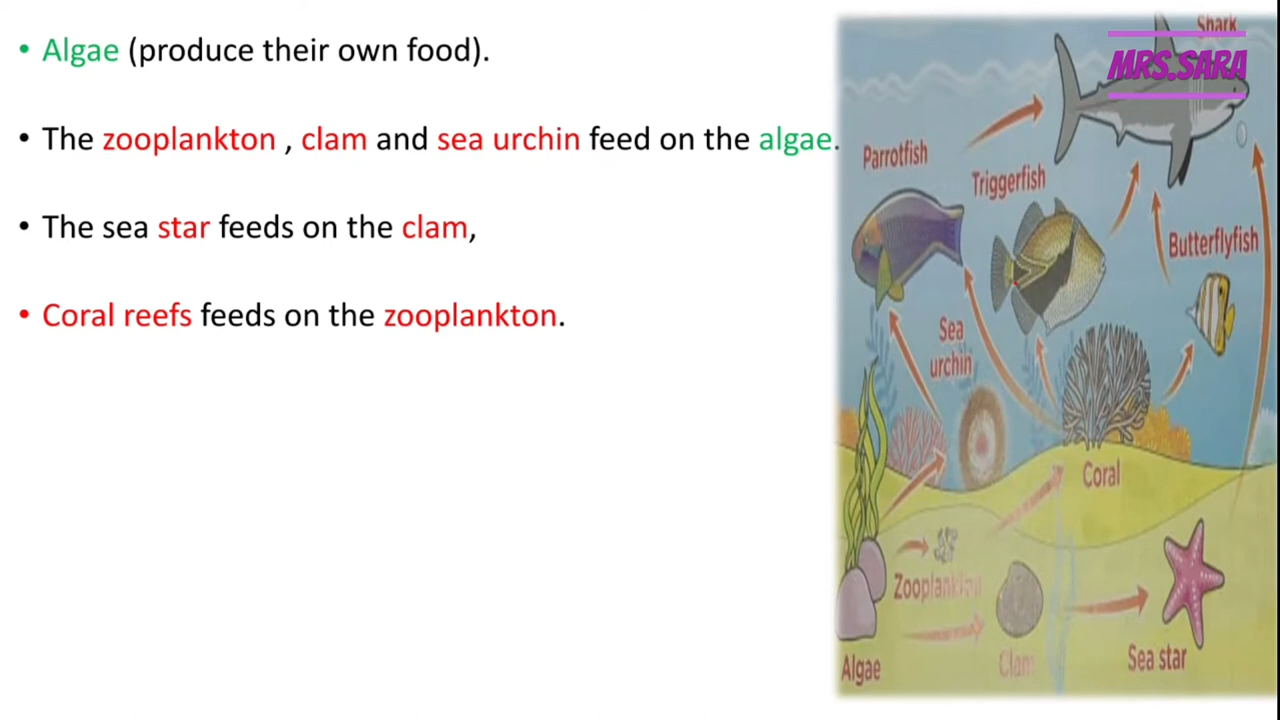 • Algae (produce their own food).
• The zooplankton , clam and sea urchin feed on the algae.
• The sea star feeds on the clam,
• Coral reefs feeds on the zooplankton.
Shark
MRS.SARA
Parrotfish
Triggerfish
Butterflyfish
Sea
urchin
Coral
Zooplankton
Algae
Clam
Sea star